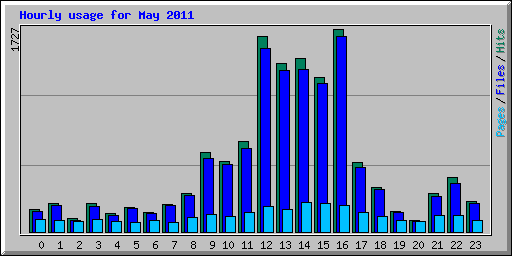 Hourly usage for May 2011
1727
Pages/Files/Hits
0 1 2 3 4 5 6 7 8 9 10 11 12 13 14 15 16 17 18 19 20 21 22 23